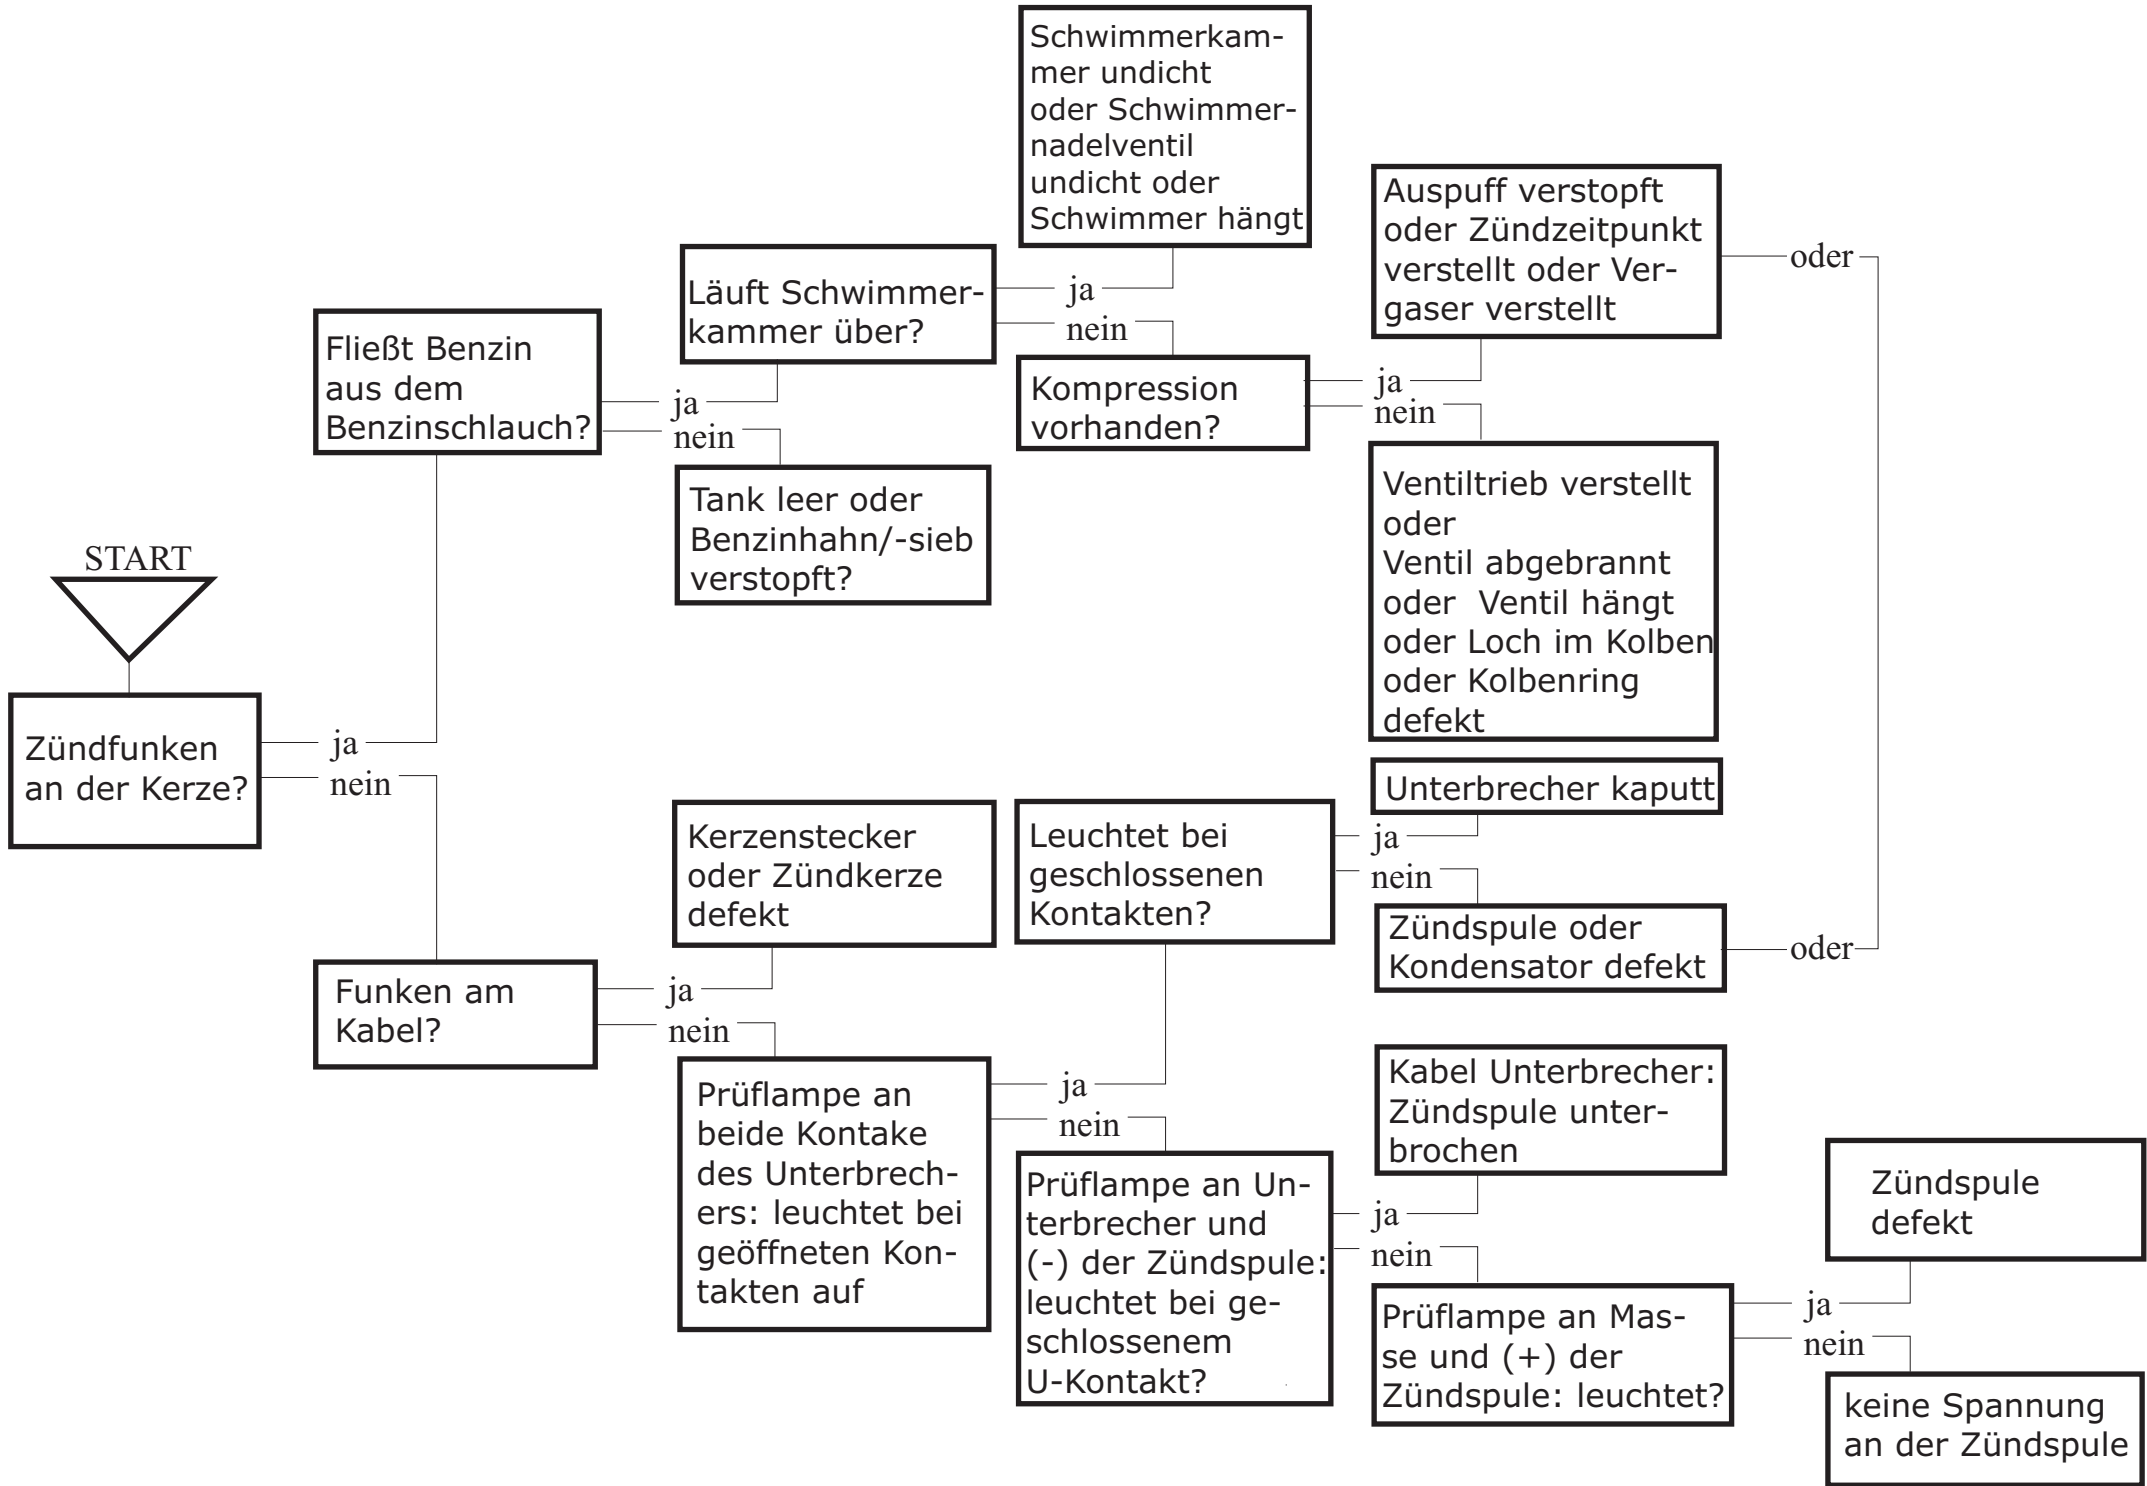 START
Zündfunken
an der Kerze?
ja
nein
Fließt Benzin
aus dem
Benzinschlauch?
ja
nein
Läuft Schwimmer-
kammer über?
ja
nein
Schwimmerkam-
mer undicht
oder Schwimmer-
nadelventil
undicht oder
Schwimmer hängt
Kompression
vorhanden?
ja
nein
Auspuff verstopft
oder Zündzeitpunkt
verstellt oder Ver-
gaser verstellt
oder
Ventiltrieb verstellt
oder
Ventil abgebrannt
oder  Ventil hängt
oder Loch im Kolben
oder Kolbenring
defekt
Tank leer oder
Benzinhahn/-sieb
verstopft?
Funken am
Kabel?
ja
nein
Kerzenstecker
oder Zündkerze
defekt
Prüflampe an
beide Kontake
des Unterbrech-
ers: leuchtet bei
geöffneten Kon-
takten auf
ja
nein
Leuchtet bei
geschlossenen
Kontakten?
ja
nein
Unterbrecher kaputt
Zündspule oder
Kondensator defekt
oder
Prüflampe an Un-
terbrecher und
(-) der Zündspule:
leuchtet bei ge-
schlossenem
U-Kontakt?
ja
nein
Kabel Unterbrecher:
Zündspule unter-
brochen
Prüflampe an Mas-
se und (+) der
Zündspule: leuchtet?
ja
nein
Zündspule
defekt
keine Spannung
an der Zündspule